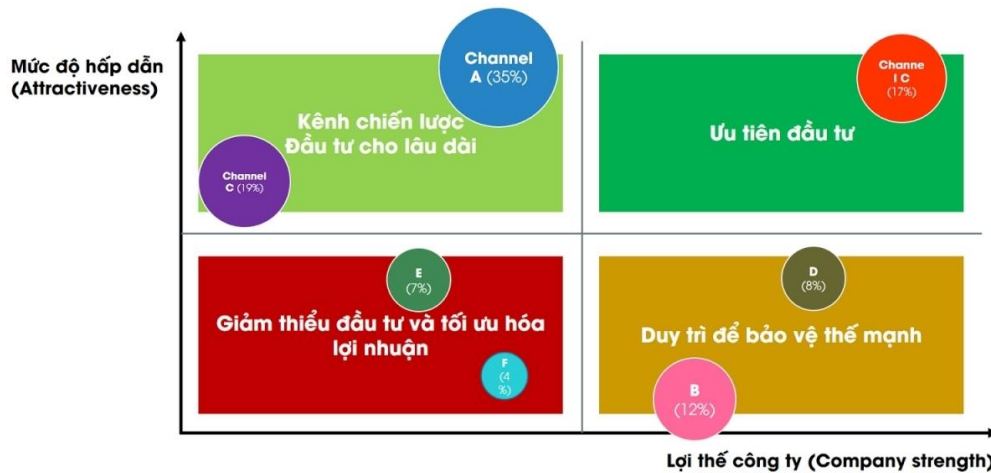 Mức độ hấp dẫn
(Attractiveness)
Channel
A (35%)
Kênh chiến lược
Đầu tư cho lâu dài
Channel
C (19%)
Channe
l C
(17%)
Ưu tiên đầu tư
E
(7%)
Giảm thiểu đầu tư và tối ưu hóa
lợi nhuận
F
(4
%)
D
(8%)
Duy trì để bảo vệ thế mạnh
B
(12%)
Lợi thế công ty (Company strength)